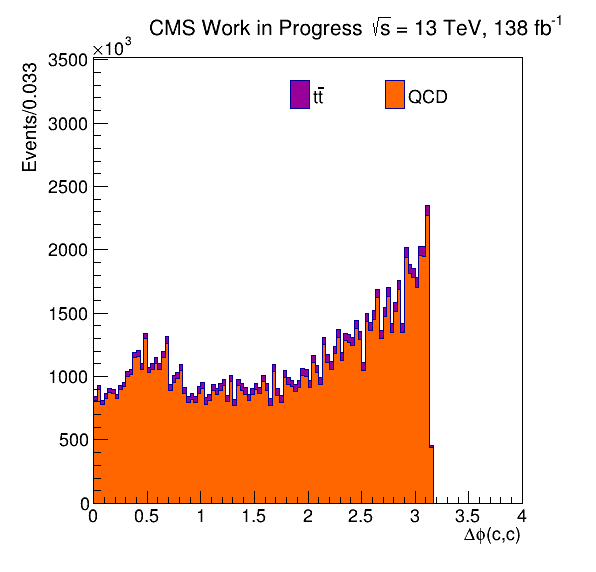 CMS Work in Progress √s = 13 TeV, 138 fb⁻¹
×10³
Events/0.033
3500
3000
2500
2000
1500
1000
500
0
tt̄
QCD
0 0.5 1 1.5 2 2.5 3 3.5 4
Δϕ(c,c)